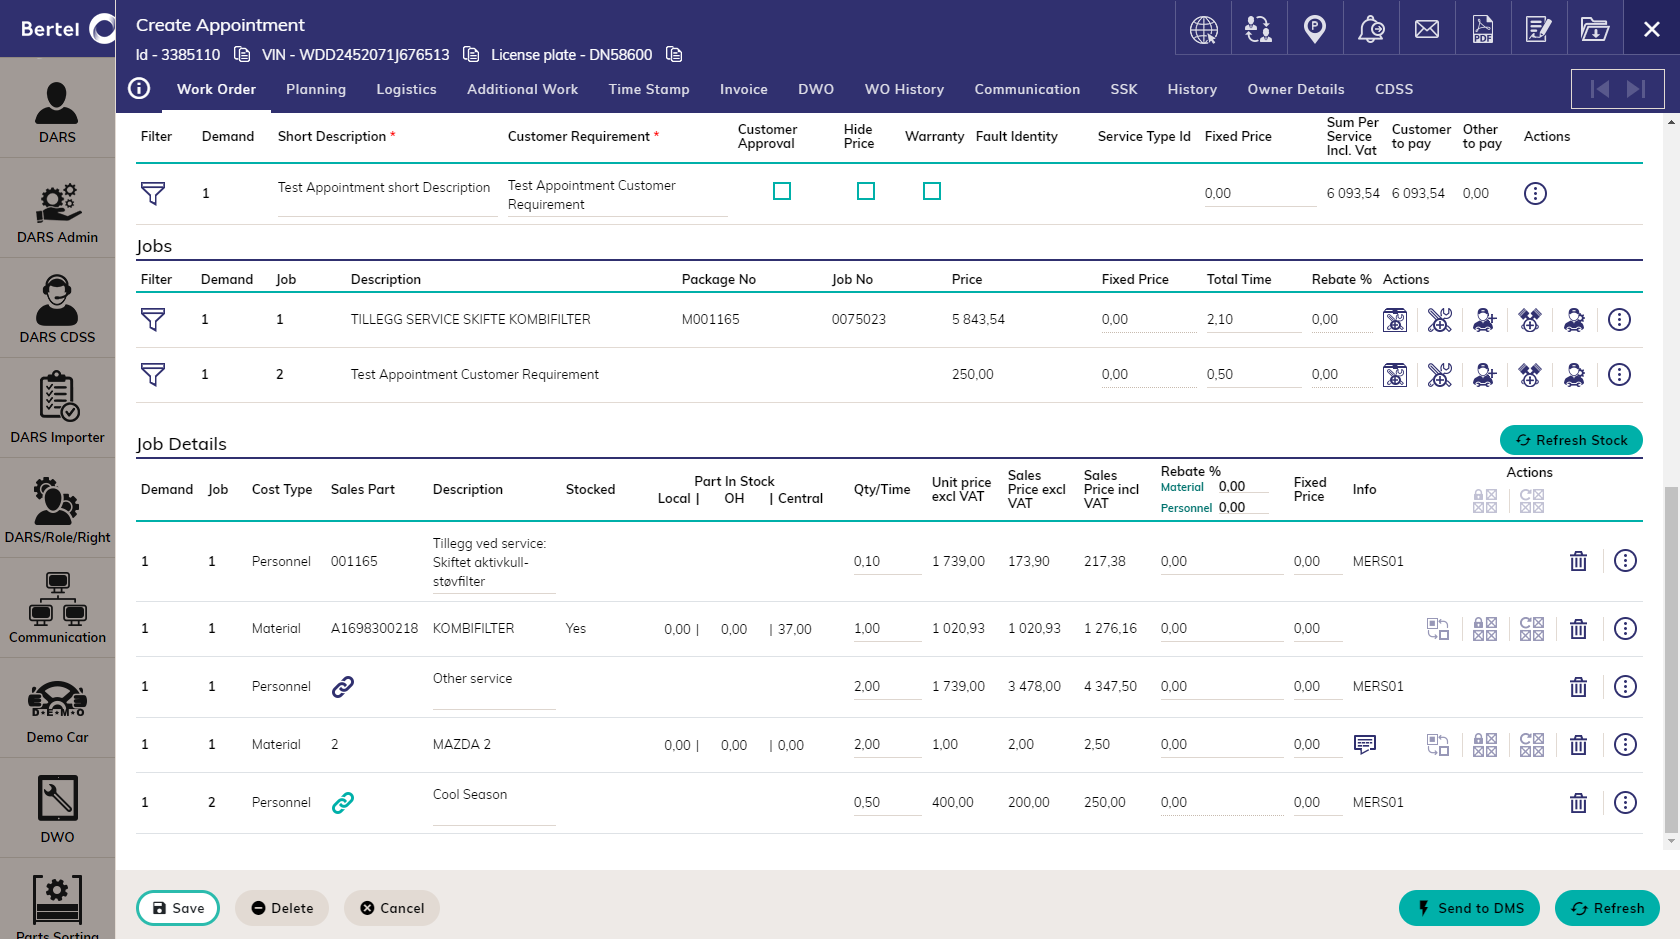 Bertel
Create Appointment
Id - 3385110 VIN - WDD2452071J676513 License plate - DN58600
Work Order Planning Logistics Additional Work Time Stamp Invoice DWO WO History Communication SSK History Owner Details CDSS
DARS
DARS Admin
DARS CDSS
DARS Importer
DARS/Role/Right
Communication
D·E·M·O
Demo Car
DWO
Parts Sorting
Filter Demand Short Description * Customer Requirement * Customer Approval Hide Price Warranty Fault Identity Service Type Id Fixed Price Sum Per Service Incl. Vat Customer to pay Other to pay Actions
1 Test Appointment short Description Test Appointment Customer Requirement 0,00 6 093,54 6 093,54 0,00
Jobs
Filter Demand Job Description Package No Job No Price Fixed Price Total Time Rebate % Actions
1 1 TILLEGG SERVICE SKIFTE KOMBIFILTER M001165 0075023 5 843,54 0,00 2,10 0,00
1 2 Test Appointment Customer Requirement 250,00 0,00 0,50 0,00
Job Details
Refresh Stock
Demand Job Cost Type Sales Part Description Stocked Part In Stock Local | OH | Central Qty/Time Unit price excl VAT Sales Price excl VAT Sales Price incl VAT Rebate % Material 0,00 Personnel 0,00 Fixed Price Info Actions
1 1 Personnel 001165 Tillegg ved service: Skiftet aktivkull-støvfilter 0,10 1 739,00 173,90 217,38 0,00 0,00 MERS01
1 1 Material A1698300218 KOMBIFILTER Yes 0,00 | 0,00 | 37,00 1,00 1 020,93 1 020,93 1 276,16 0,00 0,00
1 1 Personnel Other service 2,00 1 739,00 3 478,00 4 347,50 0,00 0,00 MERS01
1 1 Material 2 MAZDA 2 0,00 | 0,00 | 0,00 2,00 1,00 2,00 2,50 0,00 0,00
1 2 Personnel Cool Season 0,50 400,00 200,00 250,00 0,00 0,00 MERS01
Save Delete Cancel Send to DMS Refresh